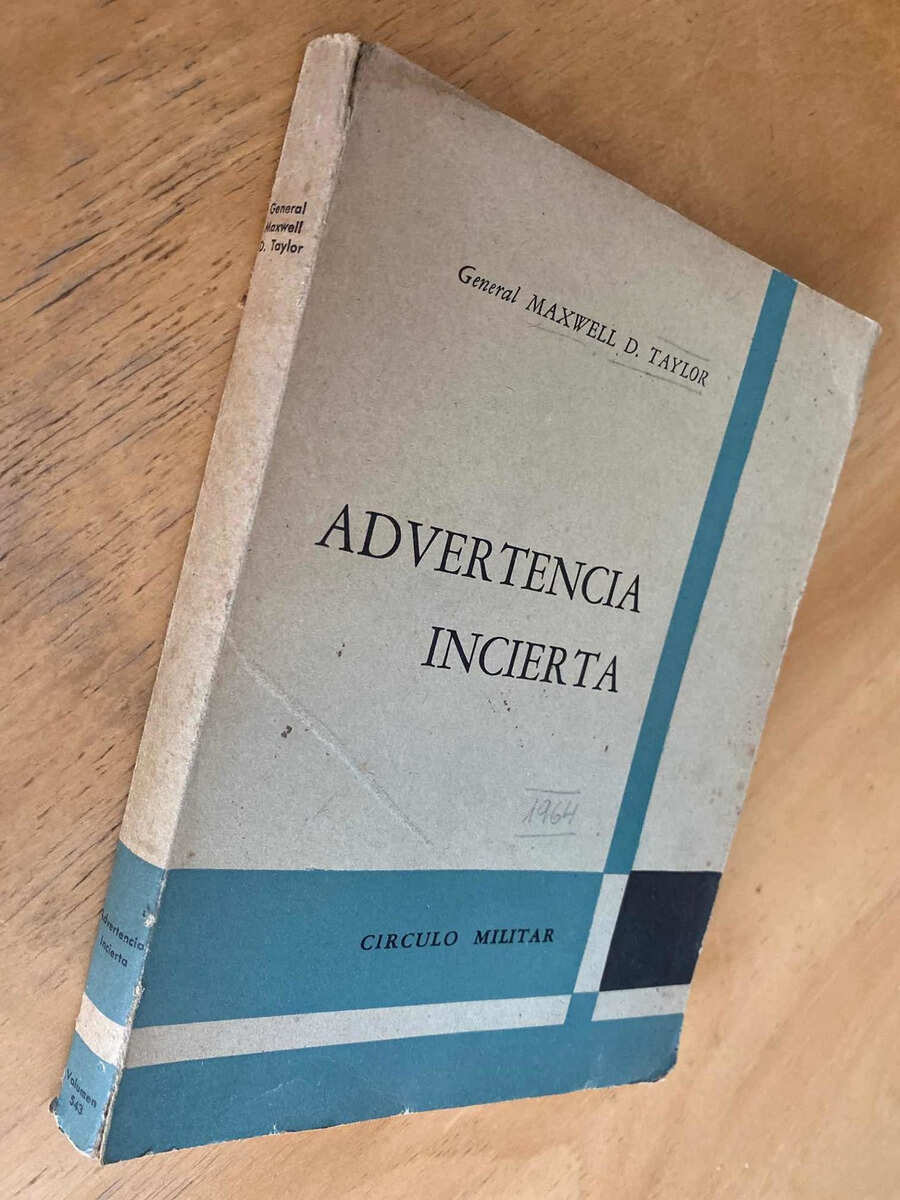 General
Maxwell
D. Taylor
General MAXWELL D. TAYLOR
ADVERTENCIA
INCIERTA
1964
CIRCULO MILITAR
Advertencia
Incierta
Volumen
543